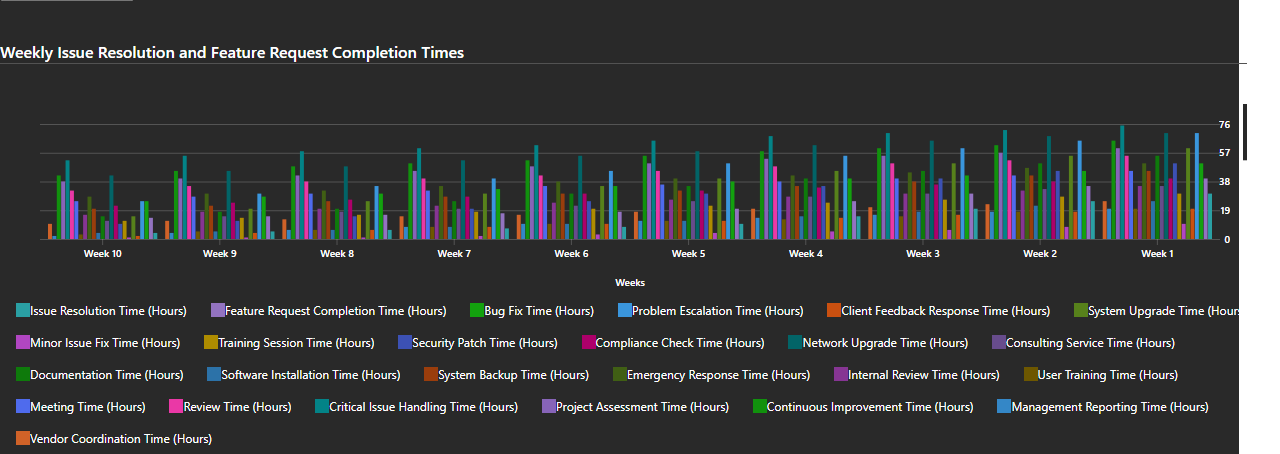 Weekly Issue Resolution and Feature Request Completion Times
76
57
38
19
0
Week 10 Week 9 Week 8 Week 7 Week 6 Week 5 Week 4 Week 3 Week 2 Week 1
Weeks
Issue Resolution Time (Hours) Feature Request Completion Time (Hours) Bug Fix Time (Hours) Problem Escalation Time (Hours) Client Feedback Response Time (Hours) System Upgrade Time (Hours
Minor Issue Fix Time (Hours) Training Session Time (Hours) Security Patch Time (Hours) Compliance Check Time (Hours) Network Upgrade Time (Hours) Consulting Service Time (Hours)
Documentation Time (Hours) Software Installation Time (Hours) System Backup Time (Hours) Emergency Response Time (Hours) Internal Review Time (Hours) User Training Time (Hours)
Meeting Time (Hours) Review Time (Hours) Critical Issue Handling Time (Hours) Project Assessment Time (Hours) Continuous Improvement Time (Hours) Management Reporting Time (Hours)
Vendor Coordination Time (Hours)